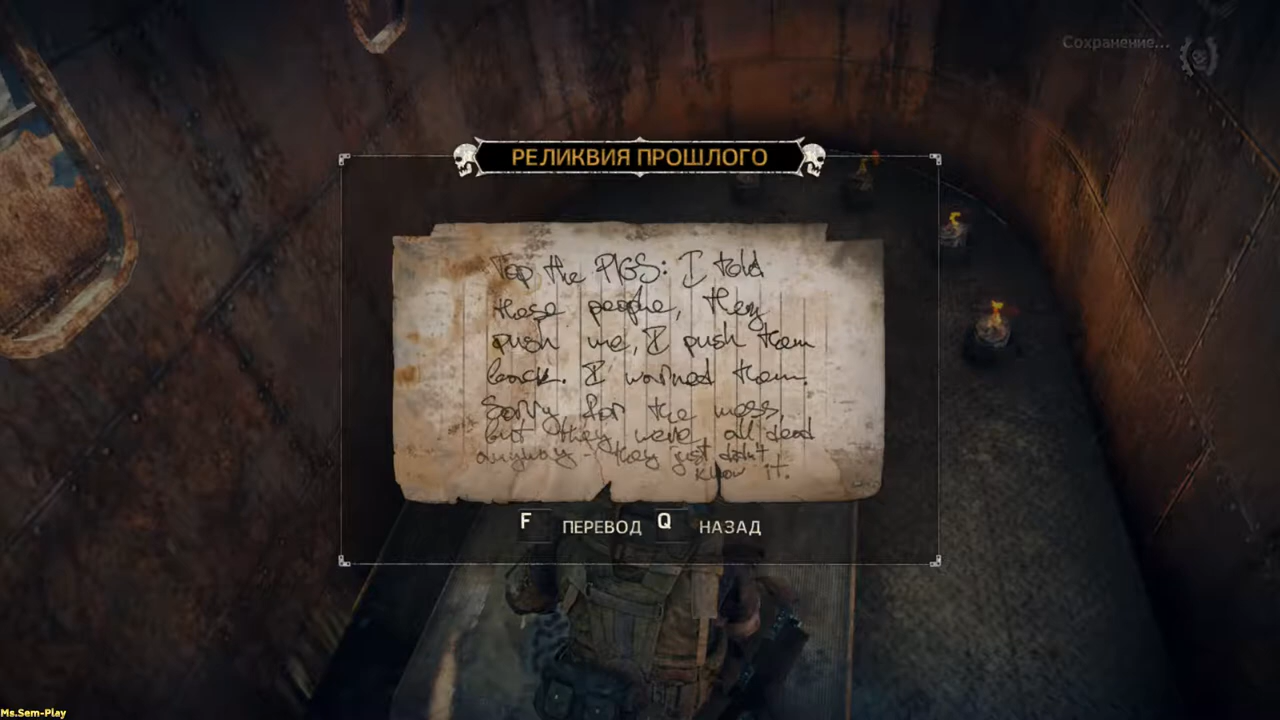 Сохранение...
РЕЛИКВИЯ ПРОШЛОГО
Top the PIGS: I told
these people, they
push me, I push them
back. I warned them.
Sorry for the mess,
but they were all dead
anyway - they just didn't
know it.
F ПЕРЕВОД Q НАЗАД
Ms.Sem-Play